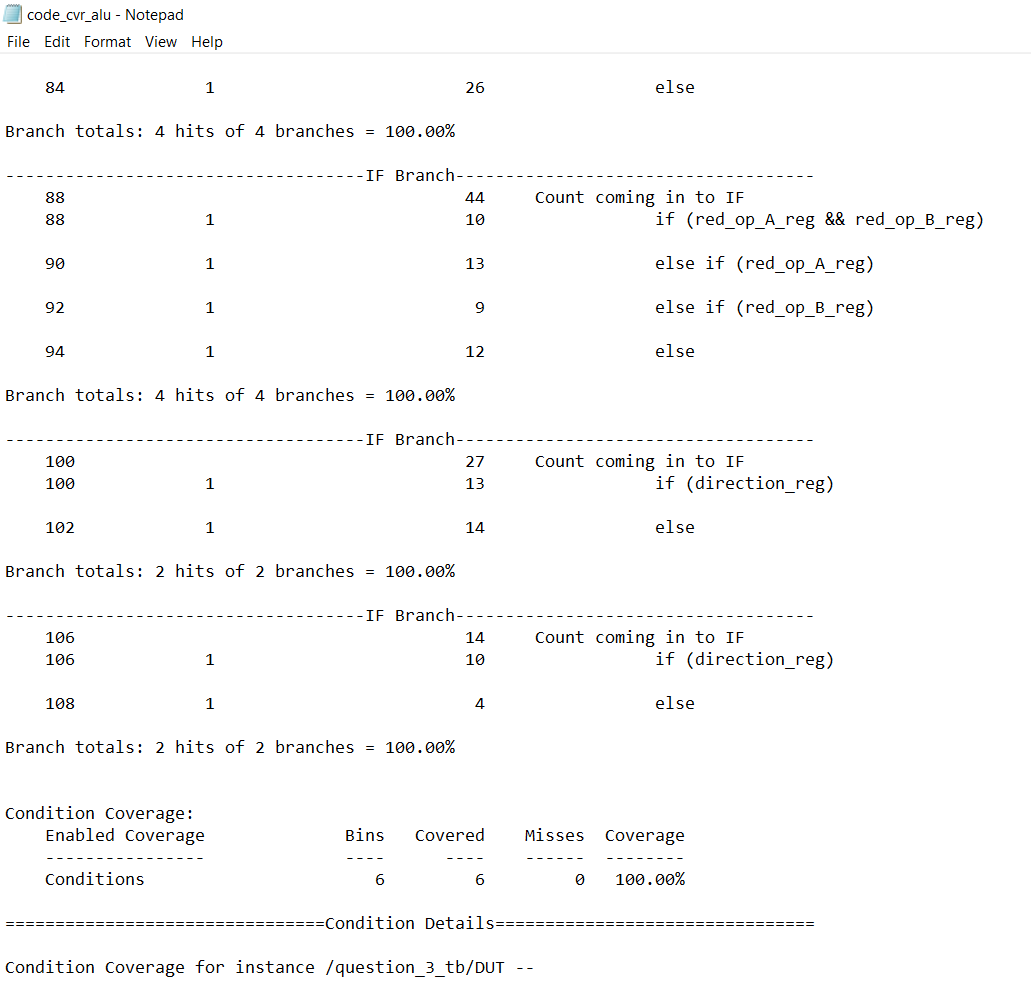 code_cvr_alu - Notepad
File Edit Format View Help
84 1 26 else
Branch totals: 4 hits of 4 branches = 100.00%
------------------------------------IF Branch------------------------------------
88 44 Count coming in to IF
88 1 10 if (red_op_A_reg && red_op_B_reg)
90 1 13 else if (red_op_A_reg)
92 1 9 else if (red_op_B_reg)
94 1 12 else
Branch totals: 4 hits of 4 branches = 100.00%
------------------------------------IF Branch------------------------------------
100 27 Count coming in to IF
100 1 13 if (direction_reg)
102 1 14 else
Branch totals: 2 hits of 2 branches = 100.00%
------------------------------------IF Branch------------------------------------
106 14 Count coming in to IF
106 1 10 if (direction_reg)
108 1 4 else
Branch totals: 2 hits of 2 branches = 100.00%
Condition Coverage:
Enabled Coverage Bins Covered Misses Coverage
---------------- ---- ---- ------ --------
Conditions 6 6 0 100.00%
================================Condition Details================================
Condition Coverage for instance /question_3_tb/DUT --